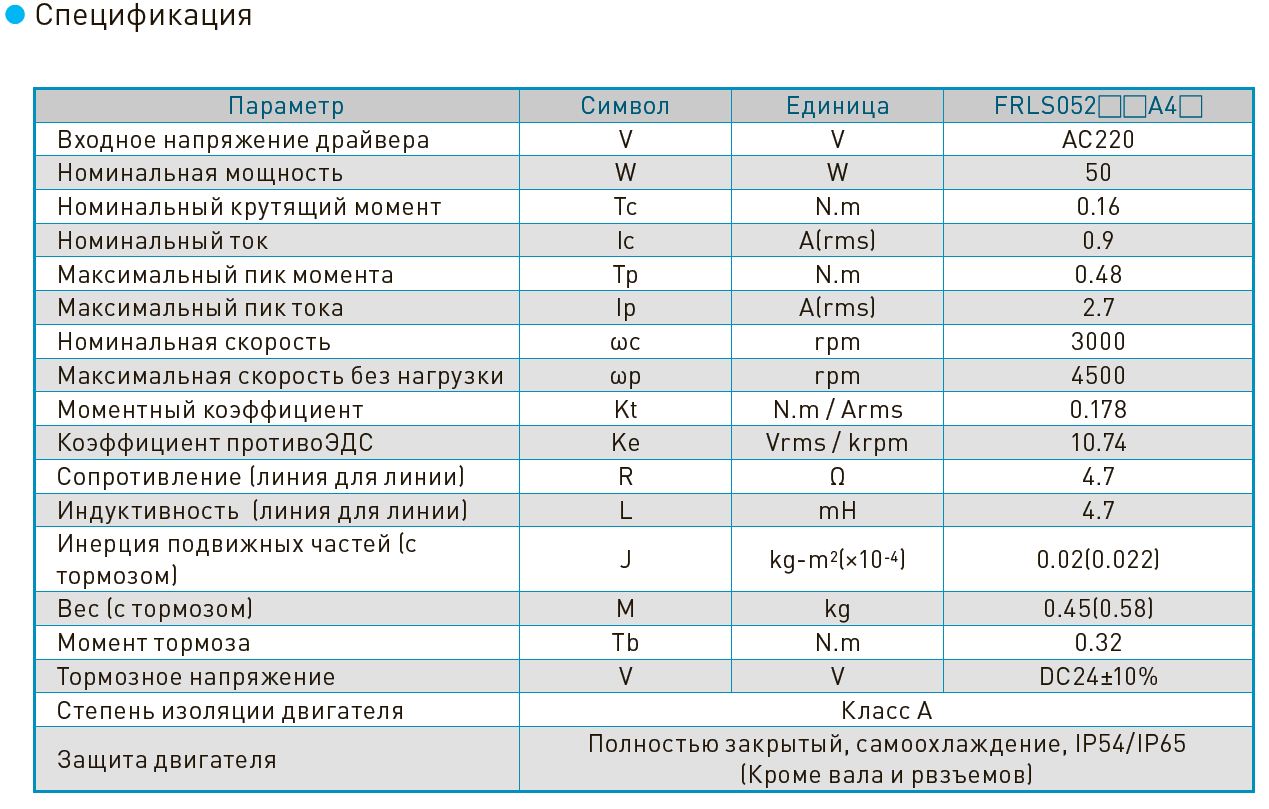 Спецификация
Параметр Символ Единица FRLS052□□A4□
Входное напряжение драйвера V V AC220
Номинальная мощность W W 50
Номинальный крутящий момент Tc N.m 0.16
Номинальный ток Ic A(rms) 0.9
Максимальный пик момента Tp N.m 0.48
Максимальный пик тока Ip A(rms) 2.7
Номинальная скорость ωc rpm 3000
Максимальная скорость без нагрузки ωp rpm 4500
Моментный коэффициент Kt N.m / Arms 0.178
Коэффициент противоЭДС Ke Vrms / krpm 10.74
Сопротивление (линия для линии) R Ω 4.7
Индуктивность (линия для линии) L mH 4.7
Инерция подвижных частей (с
тормозом) J kg-m²(×10⁻⁴) 0.02(0.022)
Вес (с тормозом) M kg 0.45(0.58)
Момент тормоза Tb N.m 0.32
Тормозное напряжение V V DC24±10%
Степень изоляции двигателя Класс A
Защита двигателя Полностью закрытый, самоохлаждение, IP54/IP65
(Кроме вала и рвзъемов)